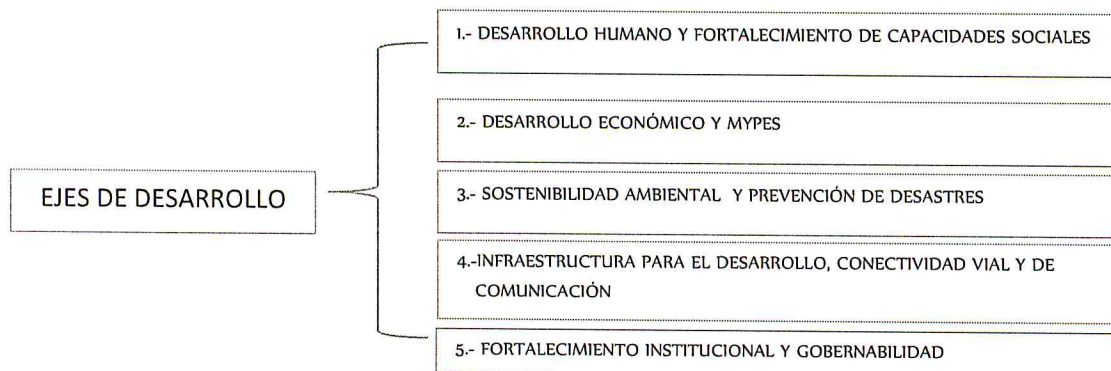 EJES DE DESARROLLO
1.- DESARROLLO HUMANO Y FORTALECIMIENTO DE CAPACIDADES SOCIALES
2.- DESARROLLO ECONÓMICO Y MYPES
3.- SOSTENIBILIDAD AMBIENTAL Y PREVENCIÓN DE DESASTRES
4.-INFRAESTRUCTURA PARA EL DESARROLLO, CONECTIVIDAD VIAL Y DE
COMUNICACIÓN
5.- FORTALECIMIENTO INSTITUCIONAL Y GOBERNABILIDAD